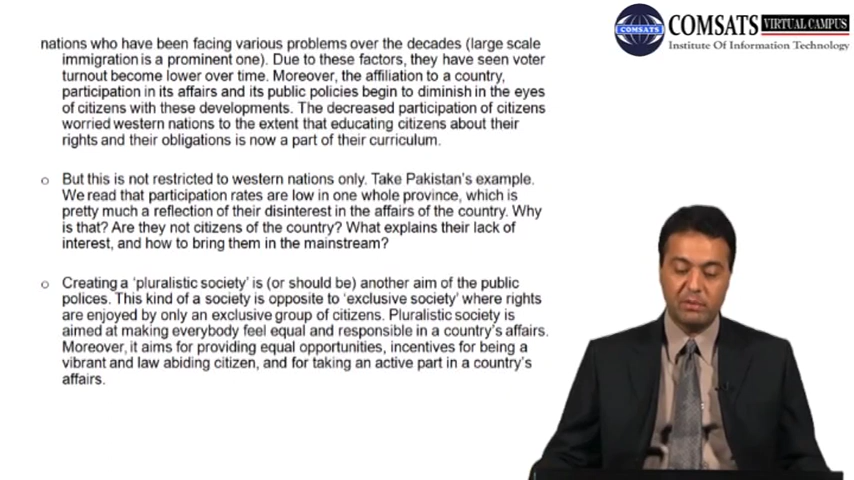 COMSATS VIRTUAL CAMPUS
COMSATS
Institute Of Information Technology
nations who have been facing various problems over the decades (large scale
immigration is a prominent one). Due to these factors, they have seen voter
turnout become lower over time. Moreover, the affiliation to a country,
participation in its affairs and its public policies begin to diminish in the eyes
of citizens with these developments. The decreased participation of citizens
worried western nations to the extent that educating citizens about their
rights and their obligations is now a part of their curriculum.
o But this is not restricted to western nations only. Take Pakistan's example.
We read that participation rates are low in one whole province, which is
pretty much a reflection of their disinterest in the affairs of the country. Why
is that? Are they not citizens of the country? What explains their lack of
interest, and how to bring them in the mainstream?
o Creating a 'pluralistic society' is (or should be) another aim of the public
polices. This kind of a society is opposite to 'exclusive society' where rights
are enjoyed by only an exclusive group of citizens. Pluralistic society is
aimed at making everybody feel equal and responsible in a country's affairs.
Moreover, it aims for providing equal opportunities, incentives for being a
vibrant and law abiding citizen, and for taking an active part in a country's
affairs.